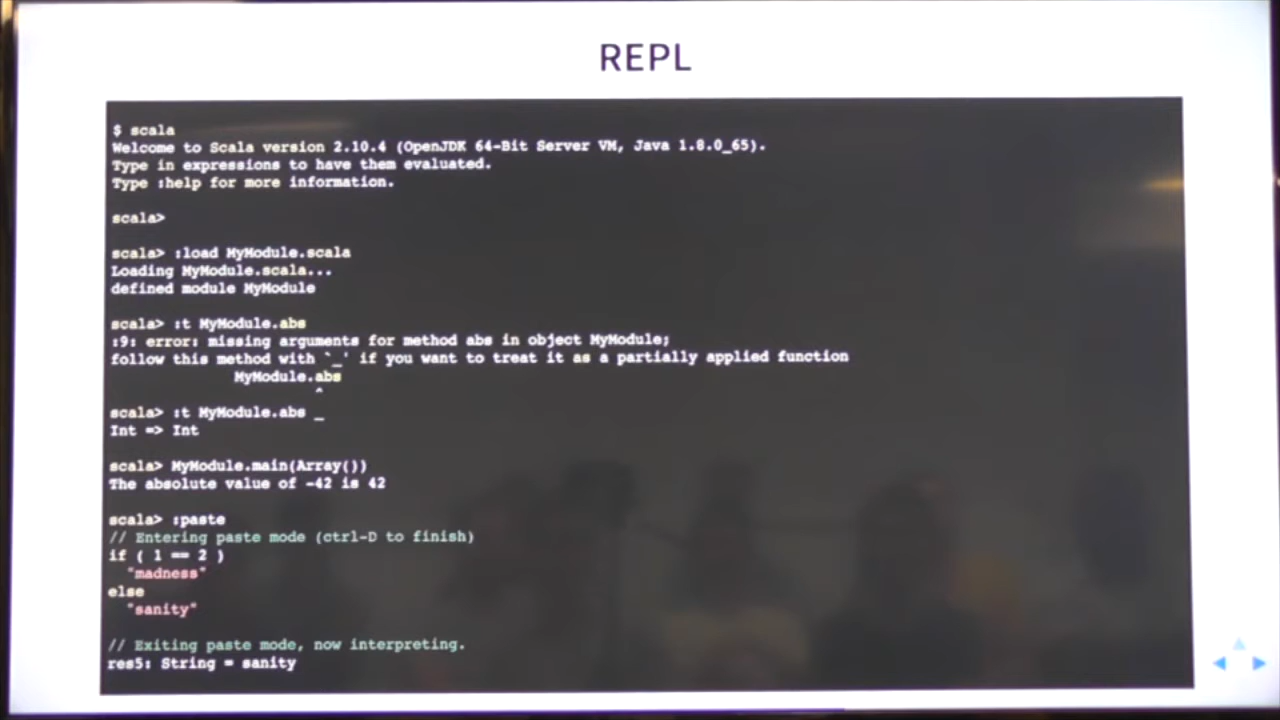 REPL
$ scala
Welcome to Scala version 2.10.4 (OpenJDK 64-Bit Server VM, Java 1.8.0_65).
Type in expressions to have them evaluated.
Type :help for more information.
scala>
scala> :load MyModule.scala
Loading MyModule.scala...
defined module MyModule
scala> :t MyModule.abs
:9: error: missing arguments for method abs in object MyModule;
follow this method with `_' if you want to treat it as a partially applied function
MyModule.abs
^
scala> :t MyModule.abs _
Int => Int
scala> MyModule.main(Array())
The absolute value of -42 is 42
scala> :paste
// Entering paste mode (ctrl-D to finish)
if ( 1 == 2 )
"madness"
else
"sanity"
// Exiting paste mode, now interpreting.
res5: String = sanity